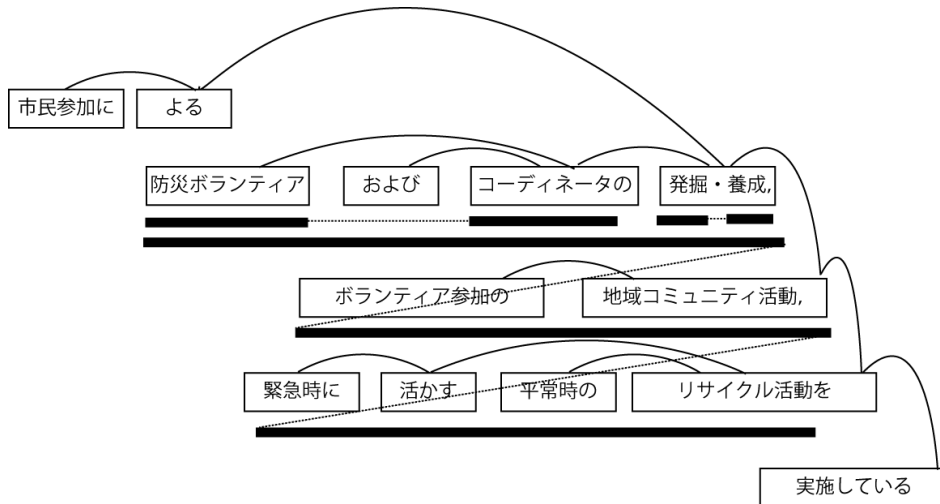 市民参加に よる
防災ボランティア および コーディネータの 発掘・養成,
ボランティア参加の 地域コミュニティ活動,
緊急時に 活かす 平常時の リサイクル活動を
実施している